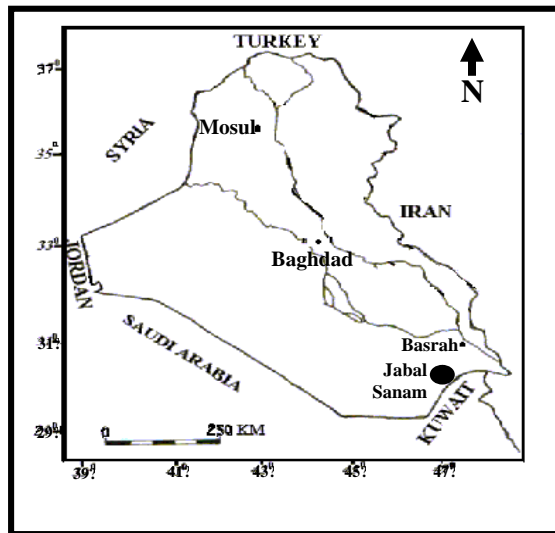 TURKEY
37°
N
SYRIA
Mosul
35°
IRAN
33°
JORDAN
Baghdad
SAUDI ARABIA
31°
Basrah
Jabal
Sanam
KUWAIT
0 250 KM
29°
39° 41° 43° 45° 47°